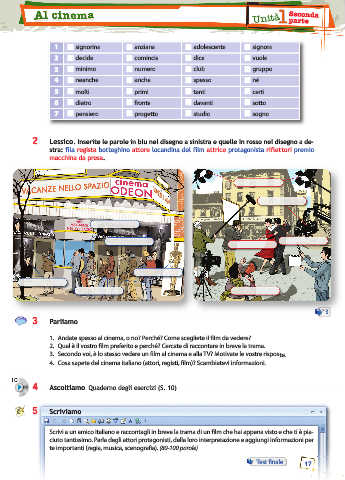 Al cinema
Unità 1 Seconda parte
1 signorina anziana adolescente signora
2 decide comincia dice vuole
3 minimo numero club gruppo
4 neanche anche spesso né
5 molti primi tanti certi
6 dietro fronte davanti sotto
7 pensiero progetto studio sogno
2 Lessico. Inserite le parole in blu nel disegno a sinistra e quelle in rosso nel disegno a de-
stra: fila regista botteghino attore locandina del film attrice protagonista riflettori premio
macchina da presa.
VACANZE NELLO SPAZIO
cinema
ODEON
3 Parliamo
1. Andate spesso al cinema, o no? Perché? Come scegliete il film da vedere?
2. Qual è il vostro film preferito e perché? Cercate di raccontare in breve la trama.
3. Secondo voi, è lo stesso vedere un film al cinema e alla TV? Motivate le vostre risposte.
4. Cosa sapete del cinema italiano (attori, registi, film)? Scambiatevi informazioni.
4 Ascoltiamo Quaderno degli esercizi (S. 10)
5 Scriviamo
Scrivi a un amico italiano e raccontagli in breve la trama di un film che hai appena visto e che ti è pia-
ciuto tantissimo. Parla degli attori protagonisti, della loro interpretazione e aggiungi informazioni per
te importanti (regia, musica, scenografia). (80-100 parole)
Test finale
17